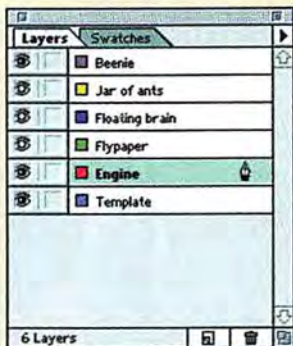 Layers Swatches
Beenie
Jar of ants
Floating brain
Flypaper
Engine
Template
6 Layers